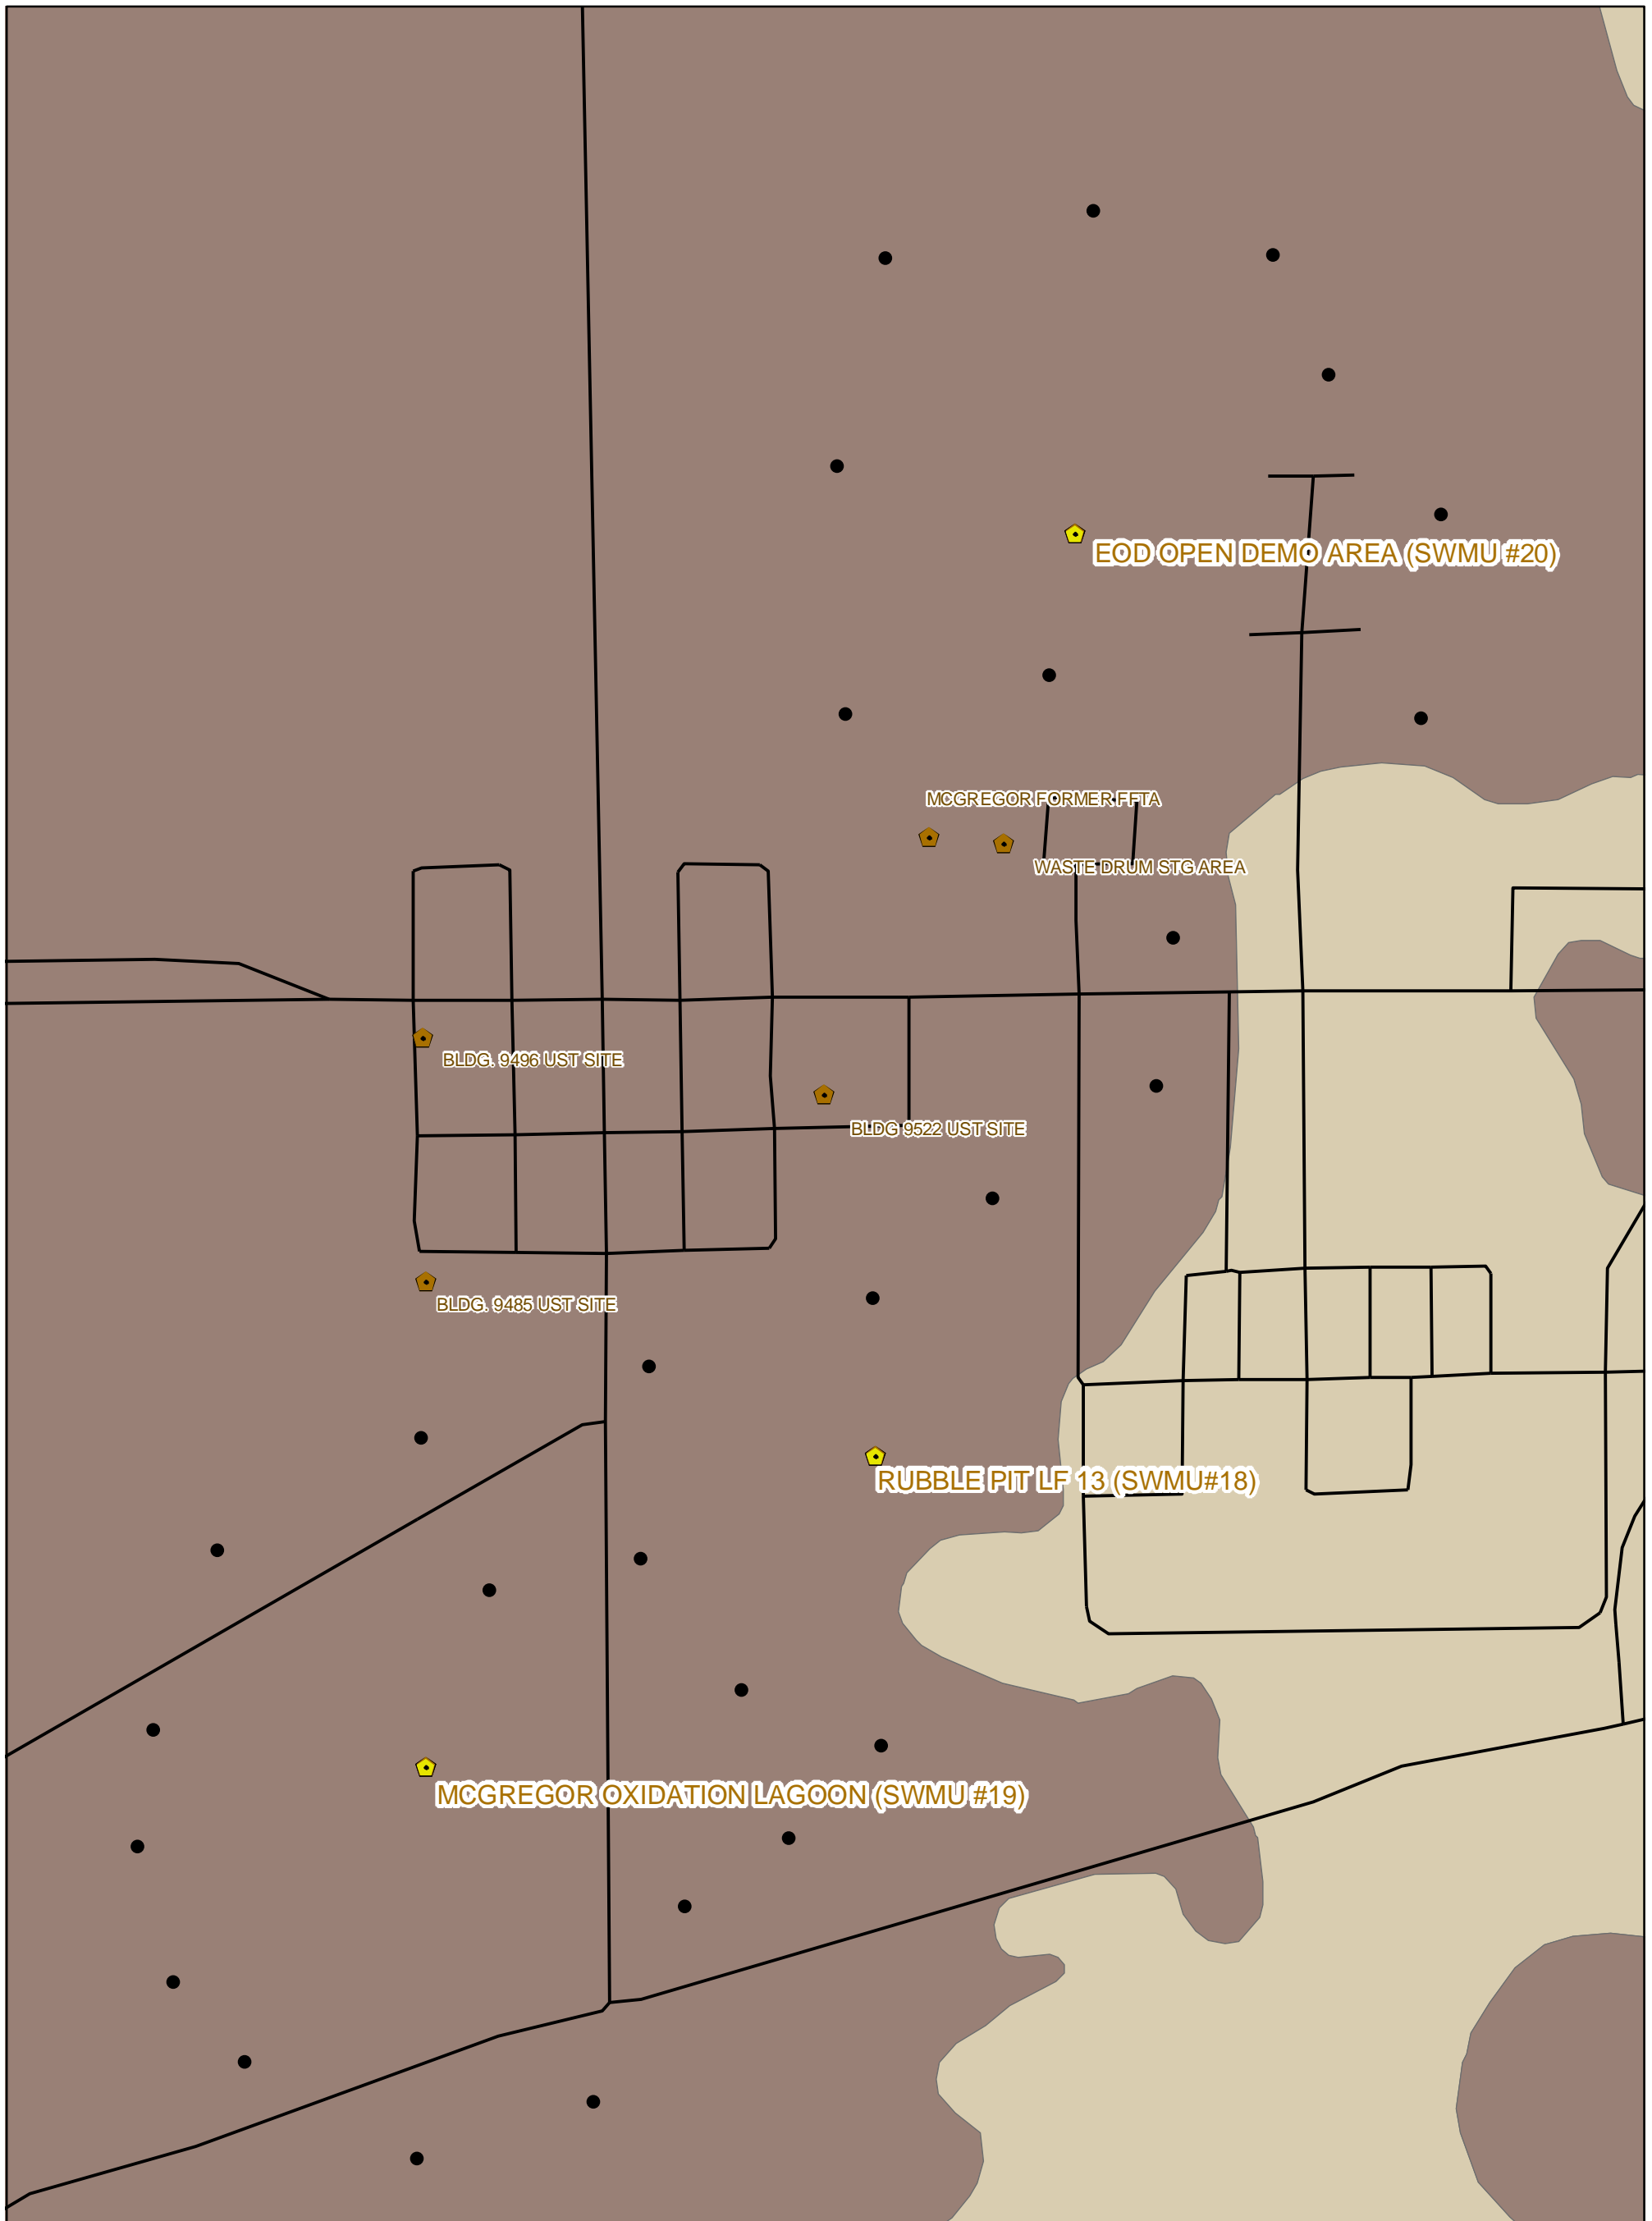 EOD OPEN DEMO AREA (SWMU #20)
MCGREGOR FORMER FFTA
WASTE DRUM STG AREA
BLDG. 9496 UST SITE
BLDG 9522 UST SITE
BLDG. 9485 UST SITE
RUBBLE PIT LF 13 (SWMU#18)
MCGREGOR OXIDATION LAGOON (SWMU #19)